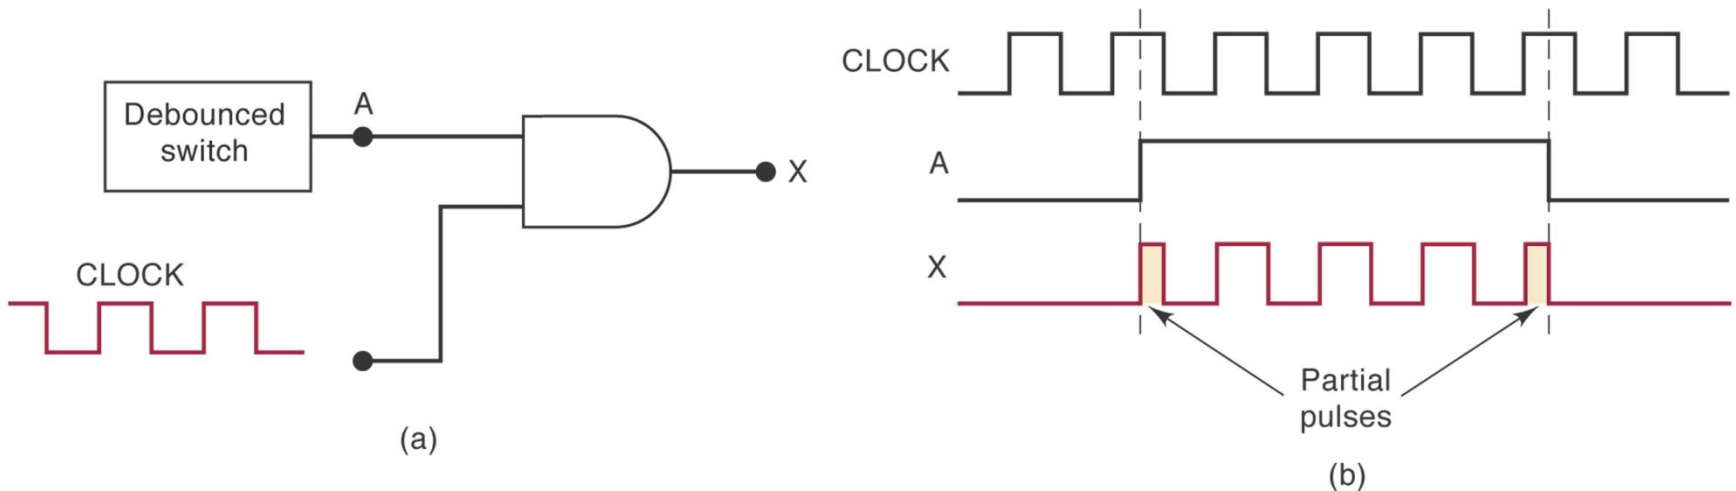 Debounced
switch
A
X
CLOCK
(a)
CLOCK
A
X
Partial
pulses
(b)